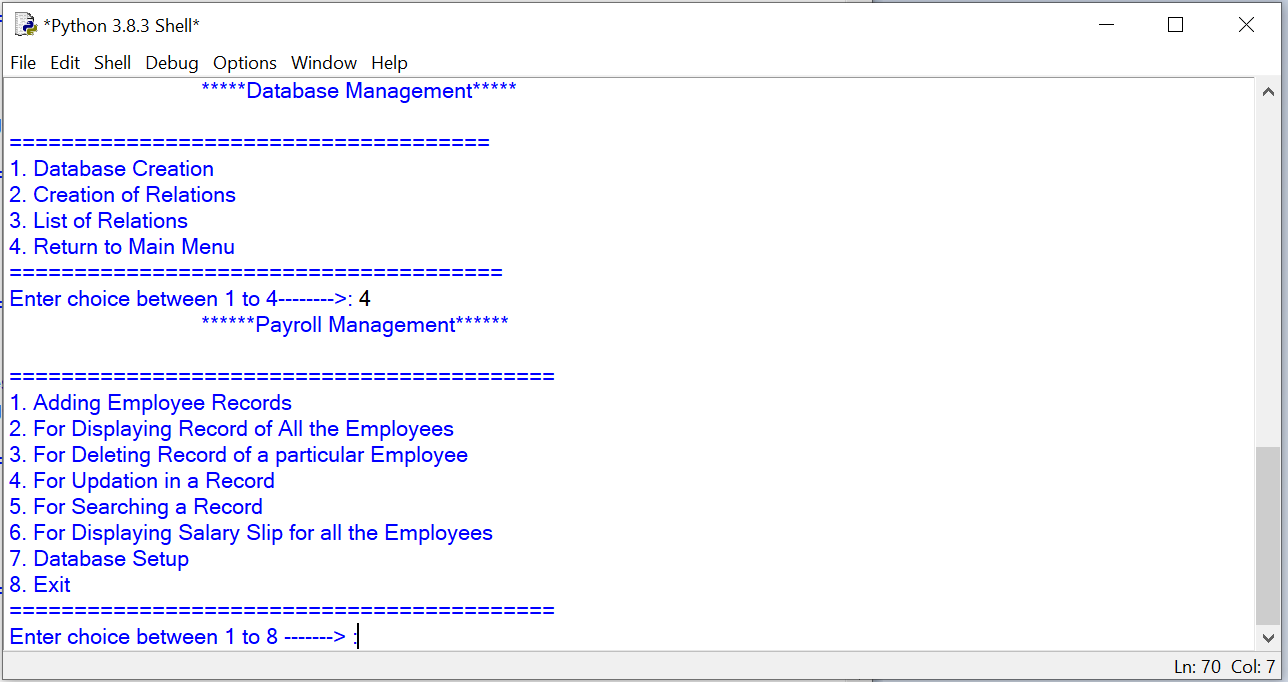 *Python 3.8.3 Shell*
File Edit Shell Debug Options Window Help
*****Database Management*****
=====================================
1. Database Creation
2. Creation of Relations
3. List of Relations
4. Return to Main Menu
======================================
Enter choice between 1 to 4-------->: 4
******Payroll Management******
==========================================
1. Adding Employee Records
2. For Displaying Record of All the Employees
3. For Deleting Record of a particular Employee
4. For Updation in a Record
5. For Searching a Record
6. For Displaying Salary Slip for all the Employees
7. Database Setup
8. Exit
==========================================
Enter choice between 1 to 8 -------> :
Ln: 70 Col: 7